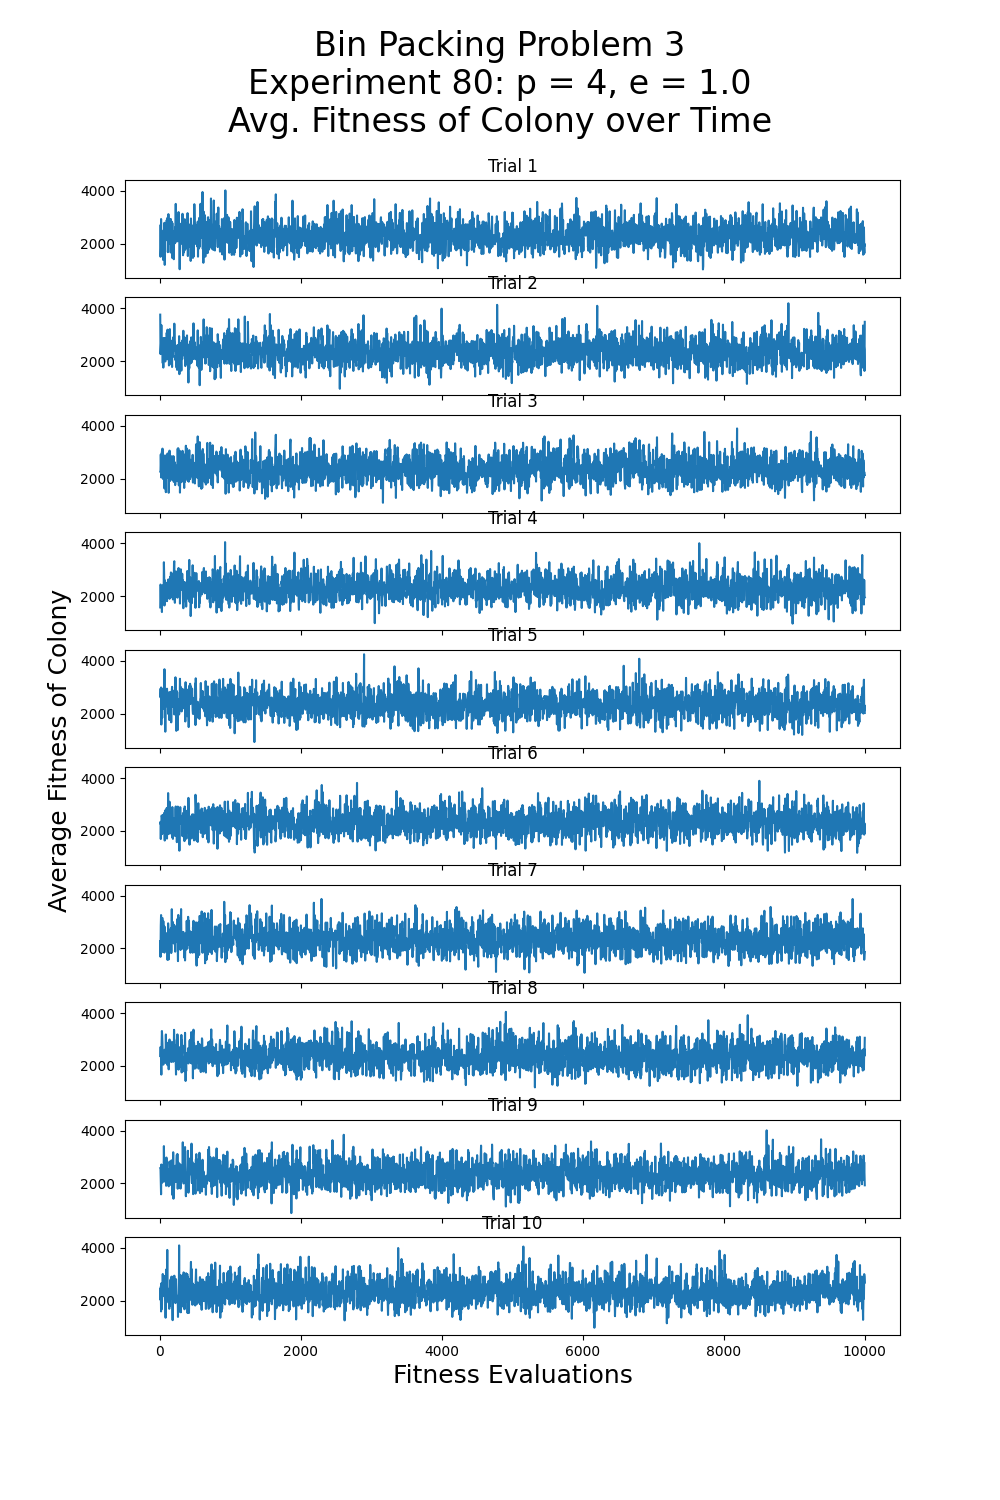 Bin Packing Problem 3
Experiment 80: p = 4, e = 1.0
Avg. Fitness of Colony over Time
Trial 1
4000
2000
Trial 2
4000
2000
Trial 3
4000
2000
Trial 4
4000
2000
Trial 5
4000
2000
Trial 6
4000
2000
Trial 7
4000
2000
Trial 8
4000
2000
Trial 9
4000
2000
Trial 10
4000
2000
0 2000 4000 6000 8000 10000
Fitness Evaluations
Average Fitness of Colony